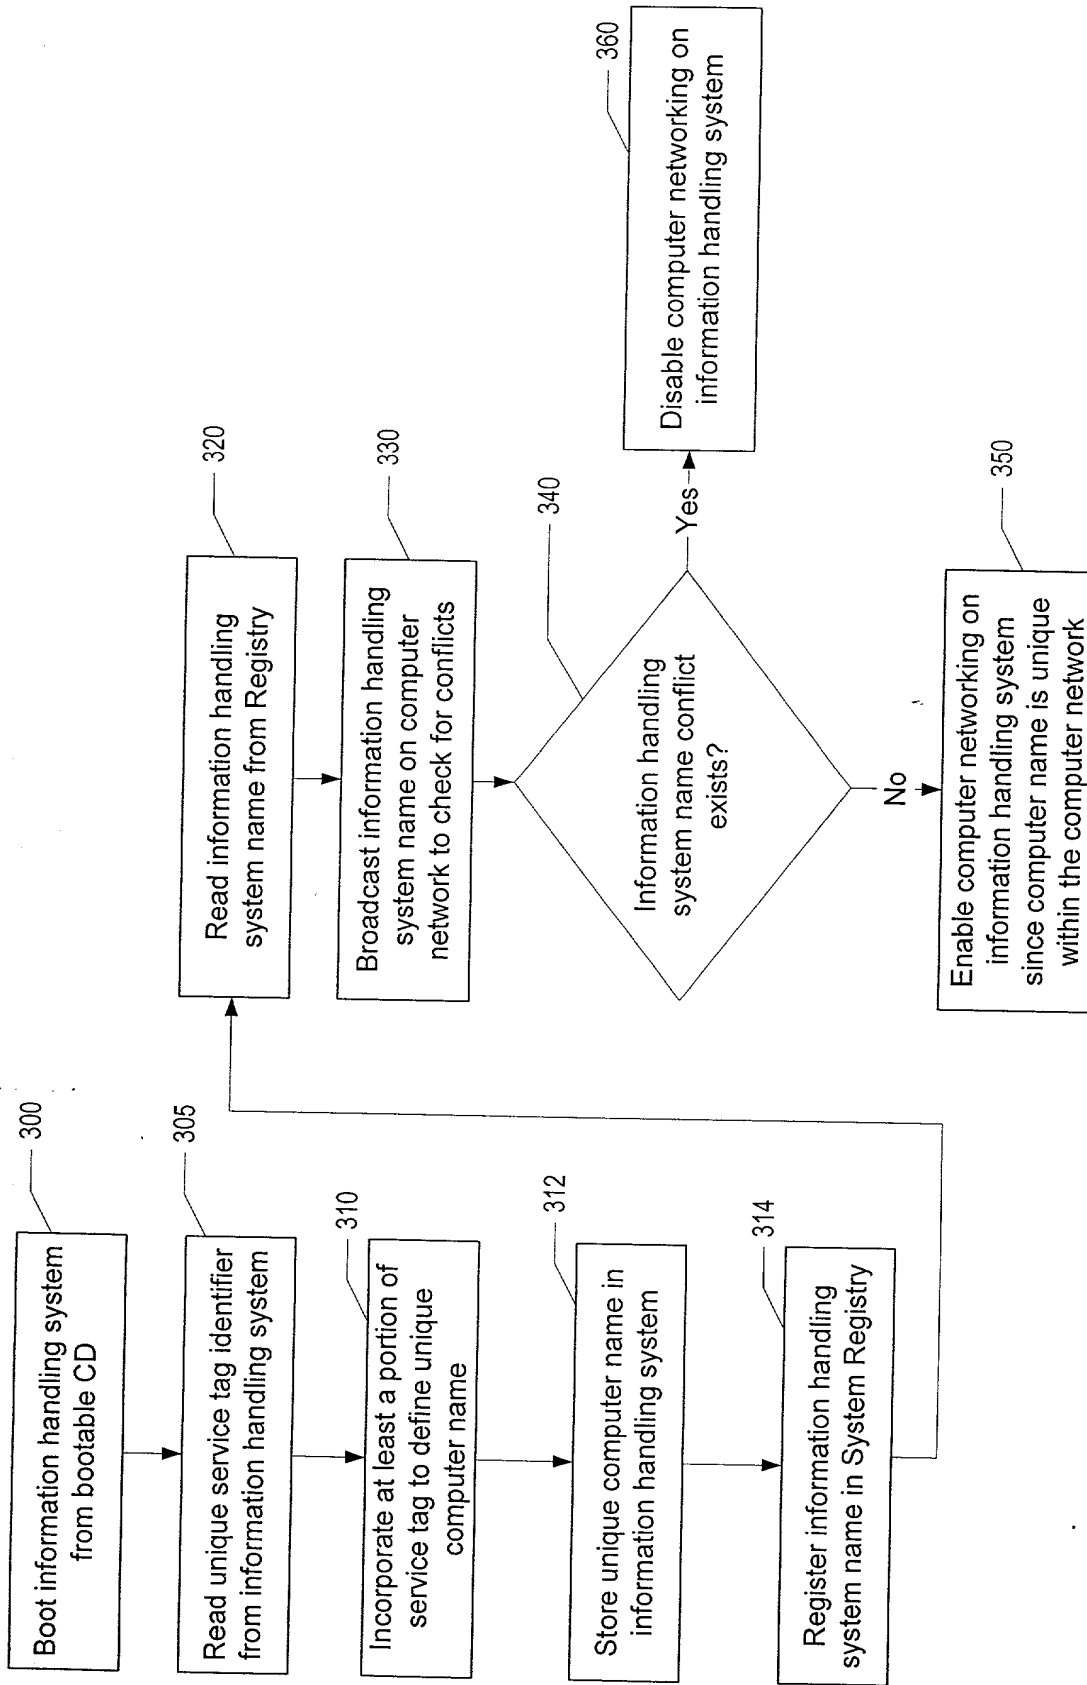 300
Boot information handling system
from bootable CD
305
Read unique service tag identifier
from information handling system
310
Incorporate at least a portion of
service tag to define unique
computer name
312
Store unique computer name in
information handling system
314
Register information handling
system name in System Registry
320
Read information handling
system name from Registry
330
Broadcast information handling
system name on computer
network to check for conflicts
340
Information handling
system name conflict
exists?
Yes
360
Disable computer networking on
information handling system
No
350
Enable computer networking on
information handling system
since computer name is unique
within the computer network